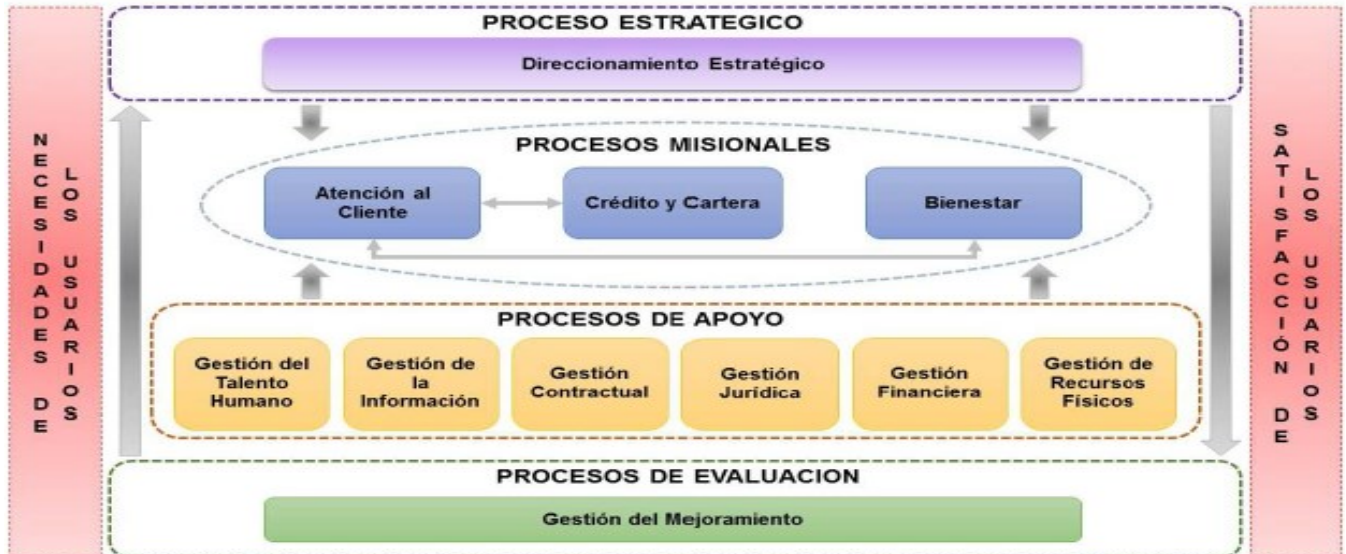 PROCESO ESTRATEGICO
Direccionamiento Estratégico
NECESIDADES DE
LOS USUARIOS
PROCESOS MISIONALES
Atención al
Cliente
Crédito y Cartera
Bienestar
PROCESOS DE APOYO
Gestión del
Talento
Humano
Gestión de
la
Información
Gestión
Contractual
Gestión
Jurídica
Gestión
Financiera
Gestión de
Recursos
Físicos
PROCESOS DE EVALUACION
Gestión del Mejoramiento
SATISFACCIÓN DE
LOS USUARIOS